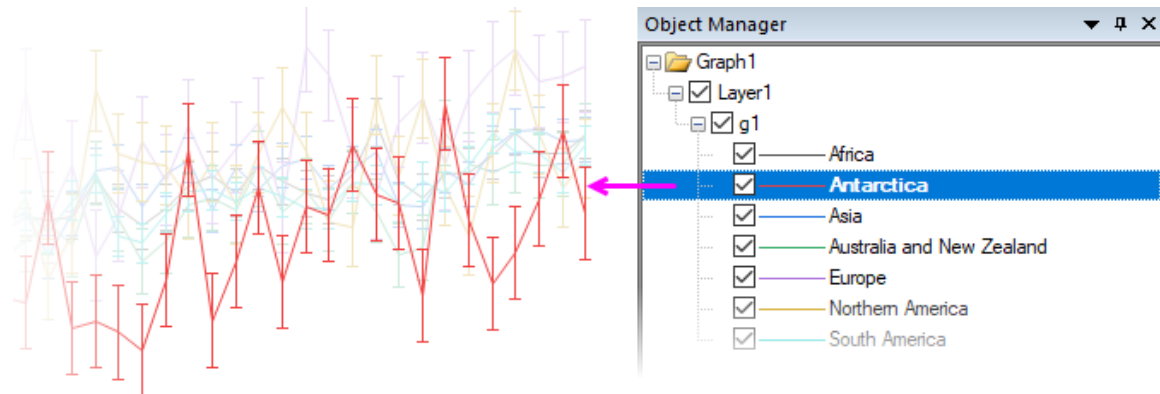 Object Manager
Graph1
Layer1
g1
Africa
Antarctica
Asia
Australia and New Zealand
Europe
Northern America
South America